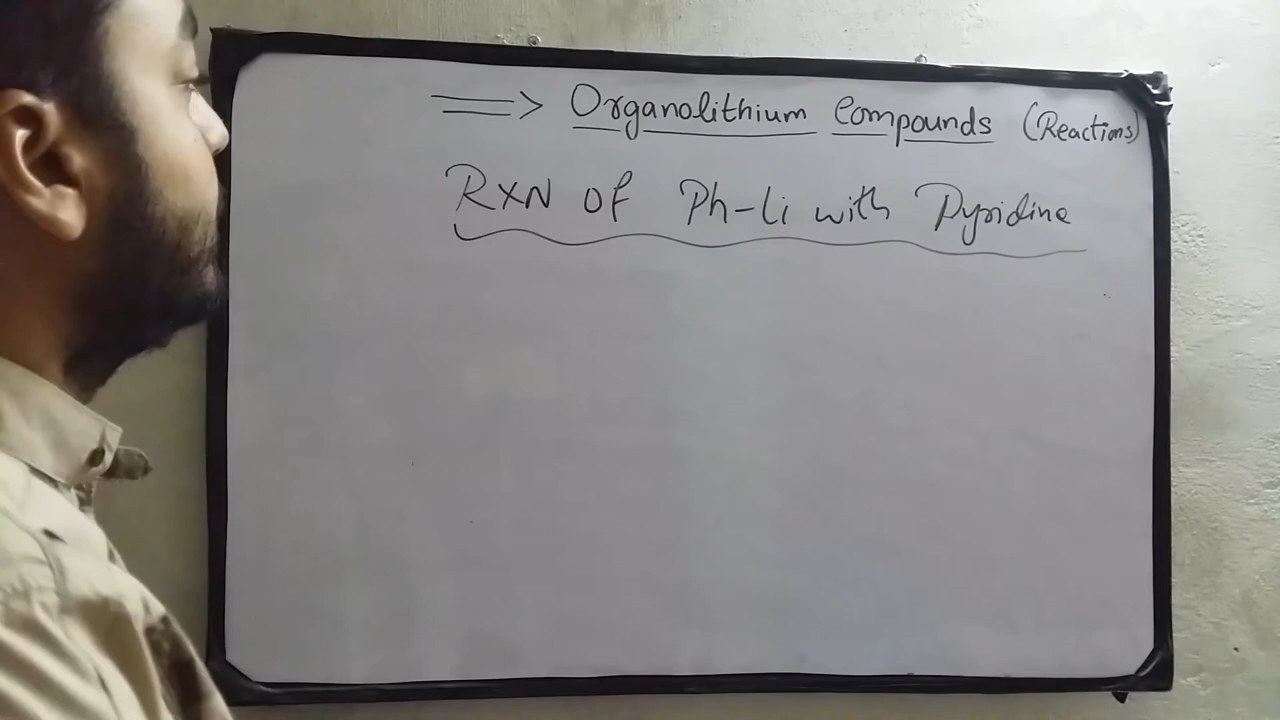 ⟹ Organolithium Compounds (Reactions)
RXN of Ph-Li with Pyridine